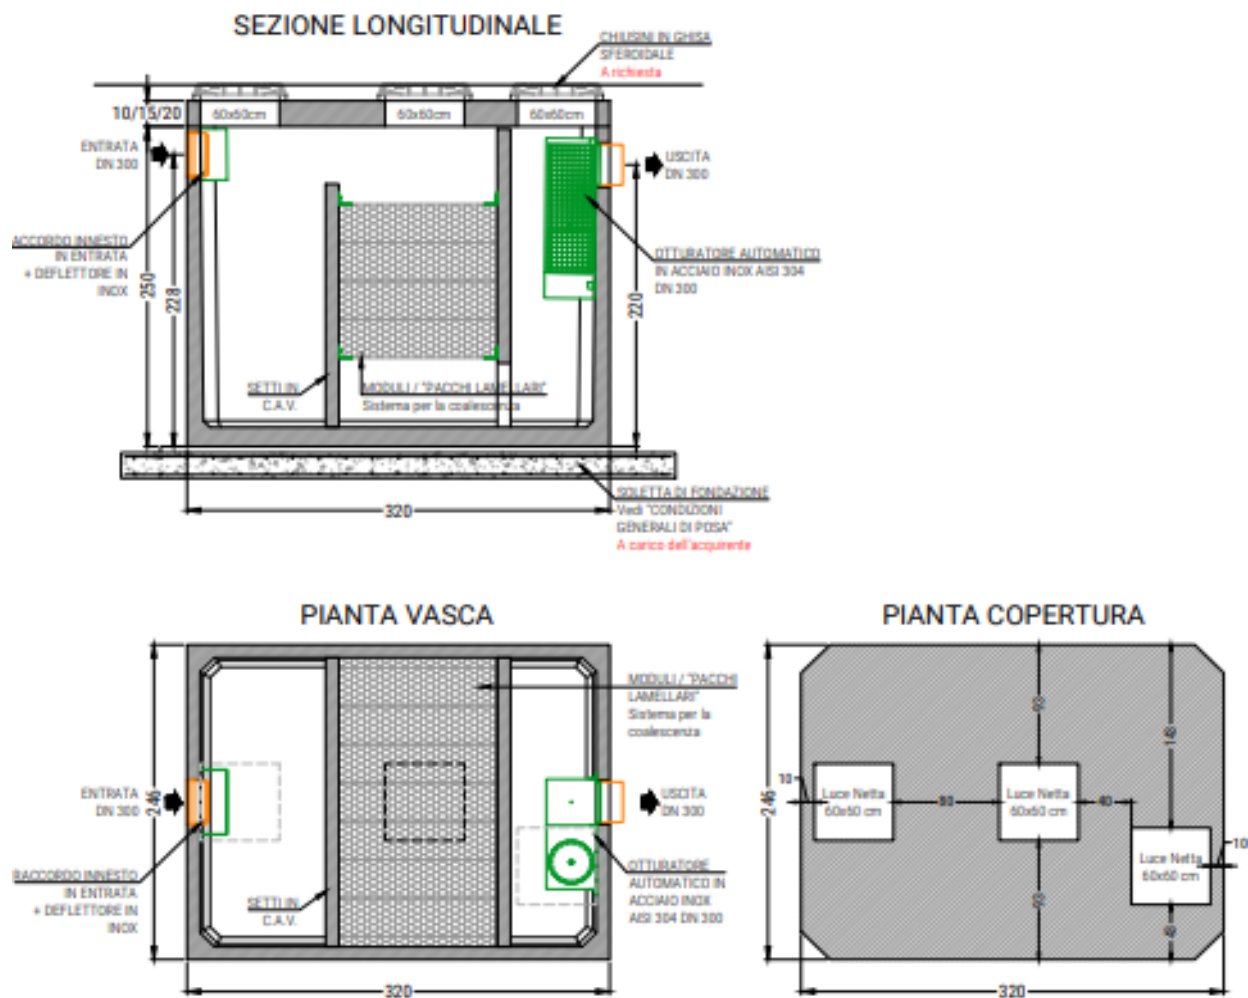 SEZIONE LONGITUDINALE
CHIUSINI IN GHISA
SFEROIDALE
A richiesta
10/15/20
60x60cm
60x60cm
60x60cm
ENTRATA
DN 300
USCITA
DN 300
ACCORDO INNESTO
IN ENTRATA
+ DEFLETTORE IN
INOX
250
228
220
OTTURATORE AUTOMATICO
IN ACCIAIO INOX AISI 304
DN 300
SETTI IN
C.A.V.
MODULI / "PACCHI LAMELLARI"
Sistema per la coalescenza
320
SOLETTA DI FONDAZIONE
Vedi "CONDIZIONI
GENERALI DI POSA"
A carico dell'acquirente
PIANTA VASCA
MODULI / "PACCHI
LAMELLARI"
Sistema per la
coalescenza
ENTRATA
DN 300
246
USCITA
DN 300
RACCORDO INNESTO
IN ENTRATA
+ DEFLETTORE IN
INOX
SETTI IN
C.A.V.
OTTURATORE
AUTOMATICO IN
ACCIAIO INOX
AISI 304 DN 300
320
PIANTA COPERTURA
93
10
246
Luce Netta
60x60 cm
80
Luce Netta
60x60 cm
40
Luce Netta
60x60 cm
10
93
320